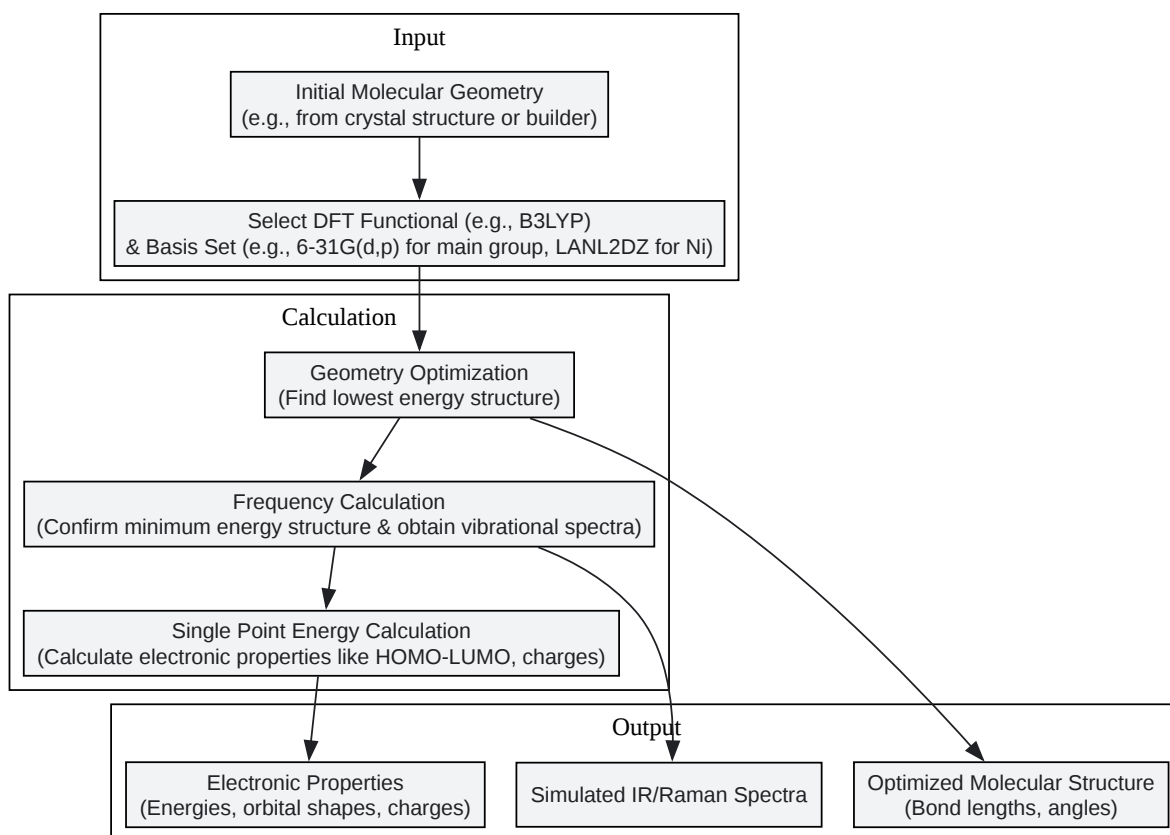 Input
Initial Molecular Geometry
(e.g., from crystal structure or builder)
Select DFT Functional (e.g., B3LYP)
& Basis Set (e.g., 6-31G(d,p) for main group, LANL2DZ for Ni)
Calculation
Geometry Optimization
(Find lowest energy structure)
Frequency Calculation
(Confirm minimum energy structure & obtain vibrational spectra)
Single Point Energy Calculation
(Calculate electronic properties like HOMO-LUMO, charges)
Output
Electronic Properties
(Energies, orbital shapes, charges)
Simulated IR/Raman Spectra
Optimized Molecular Structure
(Bond lengths, angles)